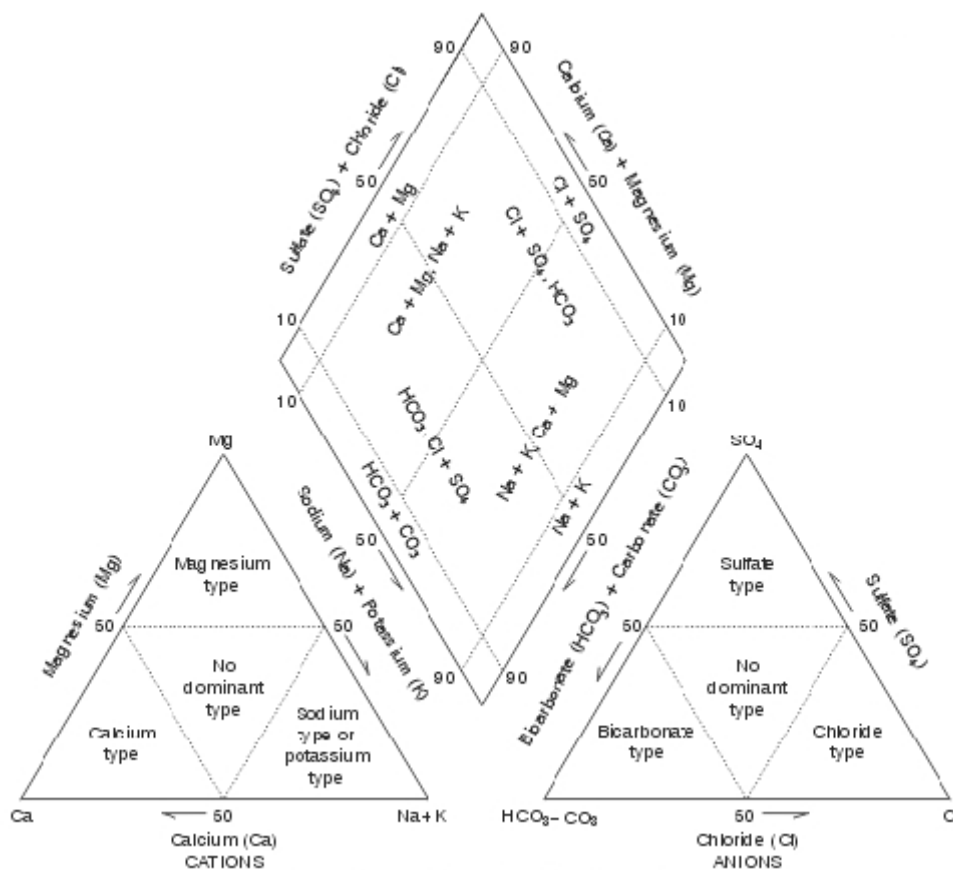 90
90
Sulfate (SO₄) + Chloride (Cl)
Calbium (Ca) + Magnesium (Mg)
50
50
Ca + Mg
Cl + SO₄
Ca + Mg, Na + K
Cl + SO₄, HCO₃
10
10
10
10
HCO₃ Cl + SO₄
Na + K, Ca + Mg
HCO₃ + CO₃
Na + K
50
50
90
90
Mg
SO₄
Magnesium (Mg)
Sodium (Na) + Potassium (K)
Bicarbonate (HCO₃) + Carbonate (CO₃)
Sulfate (SO₄)
Magnesium
type
Sulfate
type
50
50
50
50
No
dominant
type
No
dominant
type
Calcium
type
Sodium
type or
potassium
type
Bicarbonate
type
Chloride
type
Ca
50
Na+K
HCO₃–CO₃
50
C
Calcium (Ca)
CATIONS
Chloride (Cl)
ANIONS